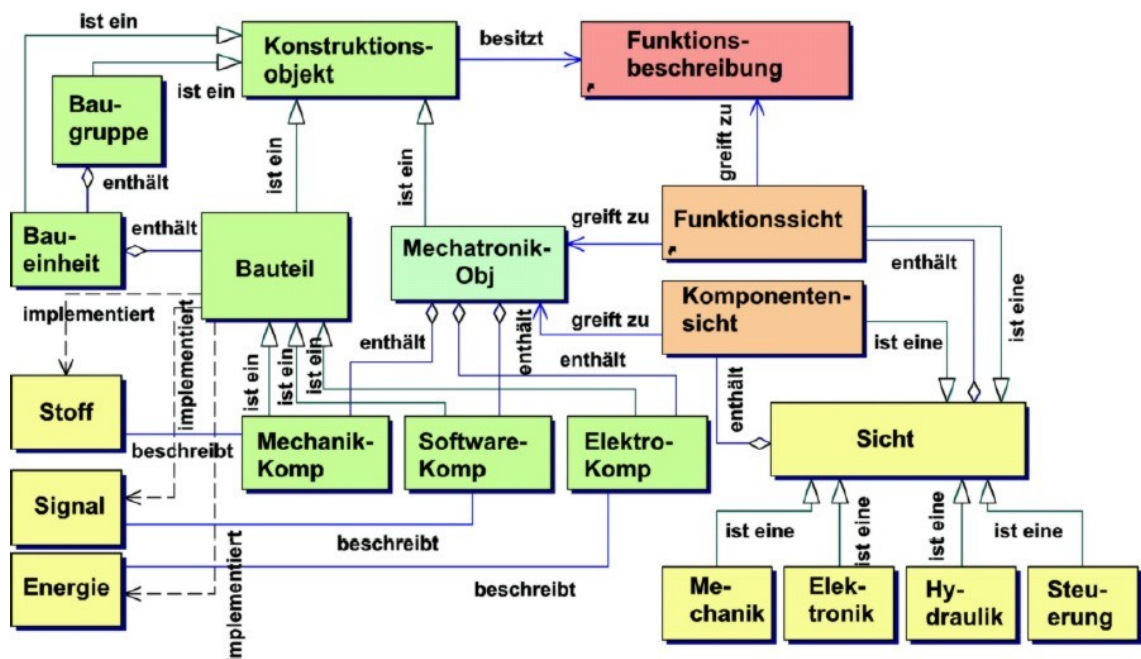 ist ein
Konstruktions-
objekt
besitzt
Funktions-
beschreibung
ist ein
Bau-
gruppe
enthält
ist ein
ist ein
greift zu
Bau-
einheit
enthält
Bauteil
Mechatronik-
Obj
greift zu
Funktionssicht
enthält
ist eine
implementiert
implementiert
Komponenten-
sicht
greift zu
ist eine
enthält
enthält
enthält
enthält
ist ein
ist ein
ist ein
Stoff
beschreibt
Mechanik-
Komp
Software-
Komp
Elektro-
Komp
Sicht
Signal
beschreibt
Energie
beschreibt
implementiert
ist eine
ist eine
ist eine
ist eine
Me-
chanik
Elek-
tronik
Hy-
draulik
Steu-
erung